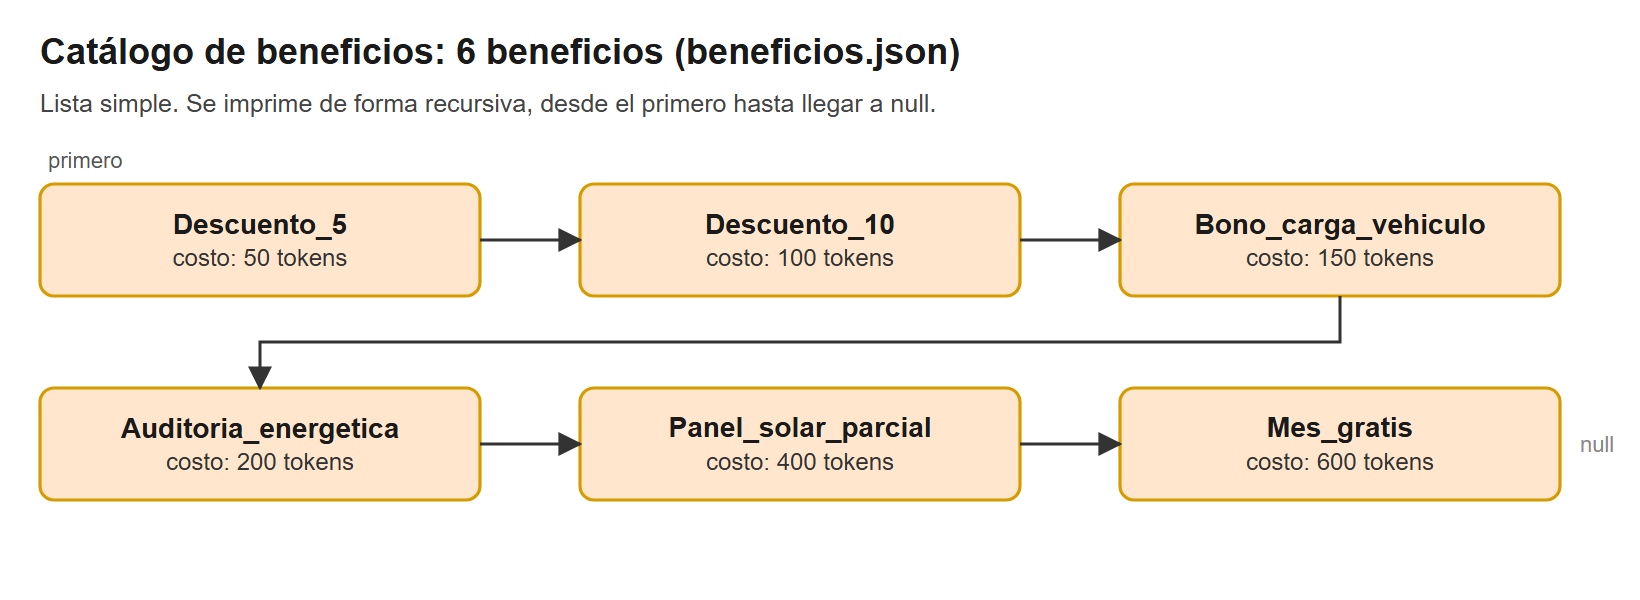 Catálogo de beneficios: 6 beneficios (beneficios.json)
Lista simple. Se imprime de forma recursiva, desde el primero hasta llegar a null.
primero
Descuento_5
costo: 50 tokens
Descuento_10
costo: 100 tokens
Bono_carga_vehiculo
costo: 150 tokens
Auditoria_energetica
costo: 200 tokens
Panel_solar_parcial
costo: 400 tokens
Mes_gratis
costo: 600 tokens
null